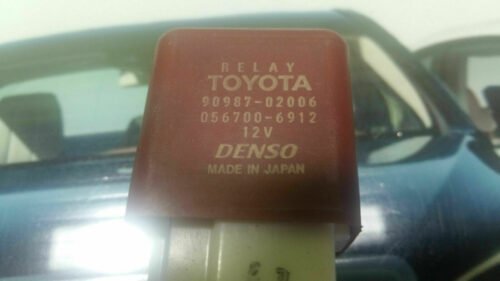 RELAY
TOYOTA
90987-02006
056700-6912
12V
DENSO
MADE IN JAPAN